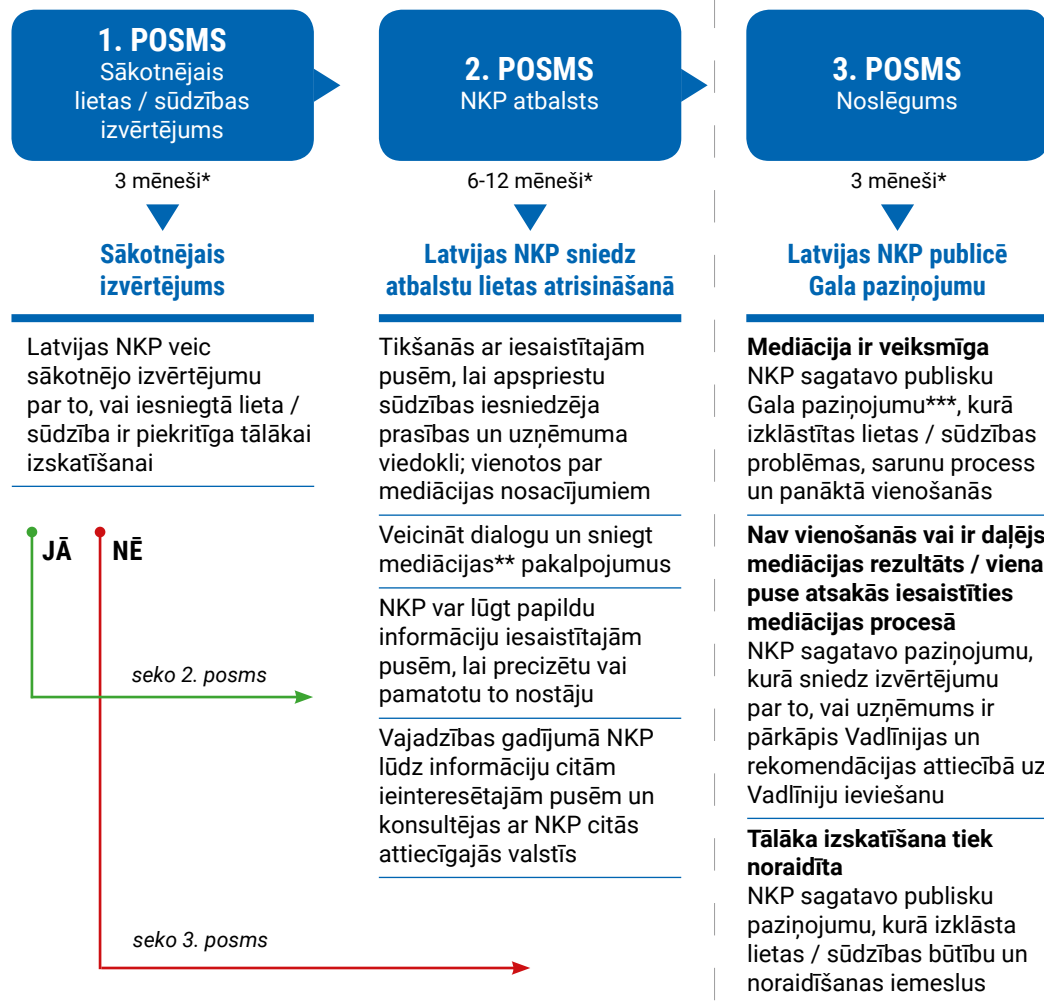 1. POSMS
Sākotnējais
lietas / sūdzības
izvērtējums
3 mēneši*
Sākotnējais
izvērtējums
Latvijas NKP veic
sākotnējo izvērtējumu
par to, vai iesniegtā lieta /
sūdzība ir piekritīga tālākai
izskatīšanai
JĀ
NĒ
seko 2. posms
seko 3. posms
2. POSMS
NKP atbalsts
6-12 mēneši*
Latvijas NKP sniedz
atbalstu lietas atrisināšanā
Tikšanās ar iesaistītajām
pusēm, lai apspriestu
sūdzības iesniedzēja
prasības un uzņēmuma
viedokli; vienotos par
mediācijas nosacījumiem
Veicināt dialogu un sniegt
mediācijas** pakalpojumus
NKP var lūgt papildu
informāciju iesaistītajām
pusēm, lai precizētu vai
pamatotu to nostāju
Vajadzības gadījumā NKP
lūdz informāciju citām
ieinteresētajām pusēm un
konsultējas ar NKP citās
attiecīgajās valstīs
3. POSMS
Noslēgums
3 mēneši*
Latvijas NKP publicē
Gala paziņojumu
Mediācija ir veiksmīga
NKP sagatavo publisku
Gala paziņojumu***, kurā
izklāstītas lietas / sūdzības
problēmas, sarunu process
un panāktā vienošanās
Nav vienošanās vai ir daļējs
mediācijas rezultāts / viena
puse atsakās iesaistīties
mediācijas procesā
NKP sagatavo paziņojumu,
kurā sniedz izvērtējumu
par to, vai uzņēmums ir
pārkāpis Vadlīnijas un
rekomendācijas attiecībā uz
Vadlīniju ieviešanu
Tālāka izskatīšana tiek
noraidīta
NKP sagatavo publisku
paziņojumu, kurā izklāsta
lietas / sūdzības būtību un
noraidīšanas iemeslus